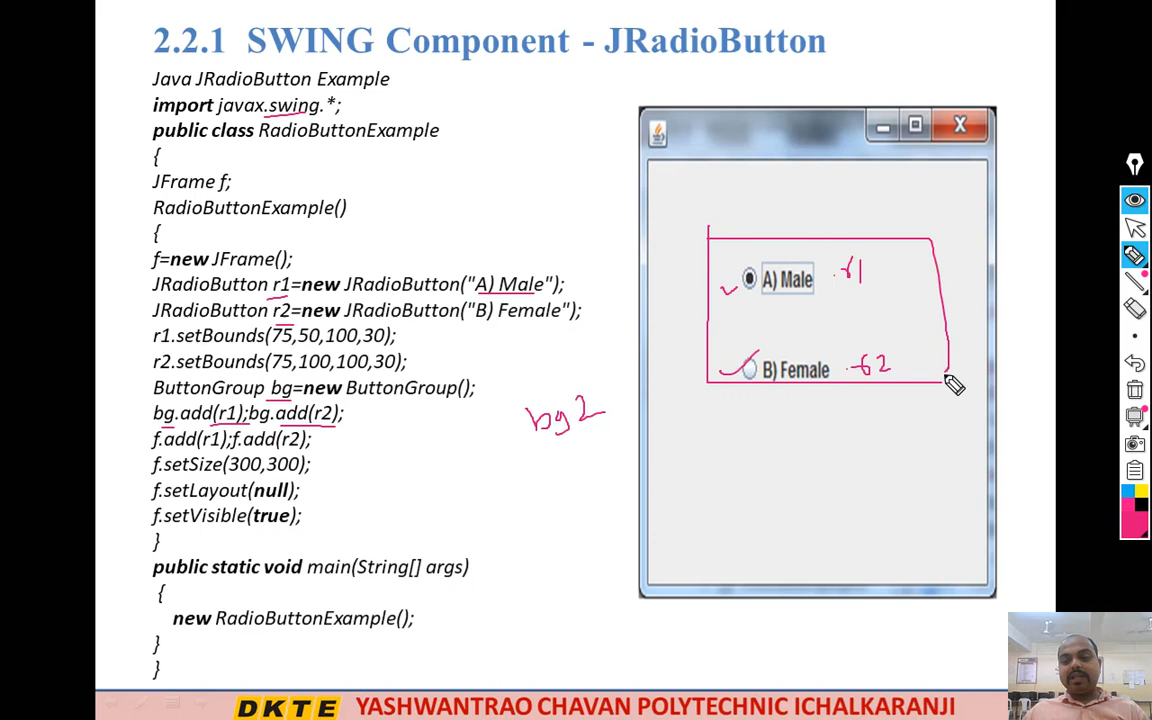 2.2.1 SWING Component - JRadioButton
Java JRadioButton Example
import javax.swing.*;
public class RadioButtonExample
{
JFrame f;
RadioButtonExample()
{
f=new JFrame();
JRadioButton r1=new JRadioButton("A) Male");
JRadioButton r2=new JRadioButton("B) Female");
r1.setBounds(75,50,100,30);
r2.setBounds(75,100,100,30);
ButtonGroup bg=new ButtonGroup();
bg.add(r1);bg.add(r2);
f.add(r1);f.add(r2);
f.setSize(300,300);
f.setLayout(null);
f.setVisible(true);
}
public static void main(String[] args)
{
new RadioButtonExample();
}
}
bg2
A) Male r1
B) Female r2
DKTE YASHWANTRAO CHAVAN POLYTECHNIC ICHALKARANJI